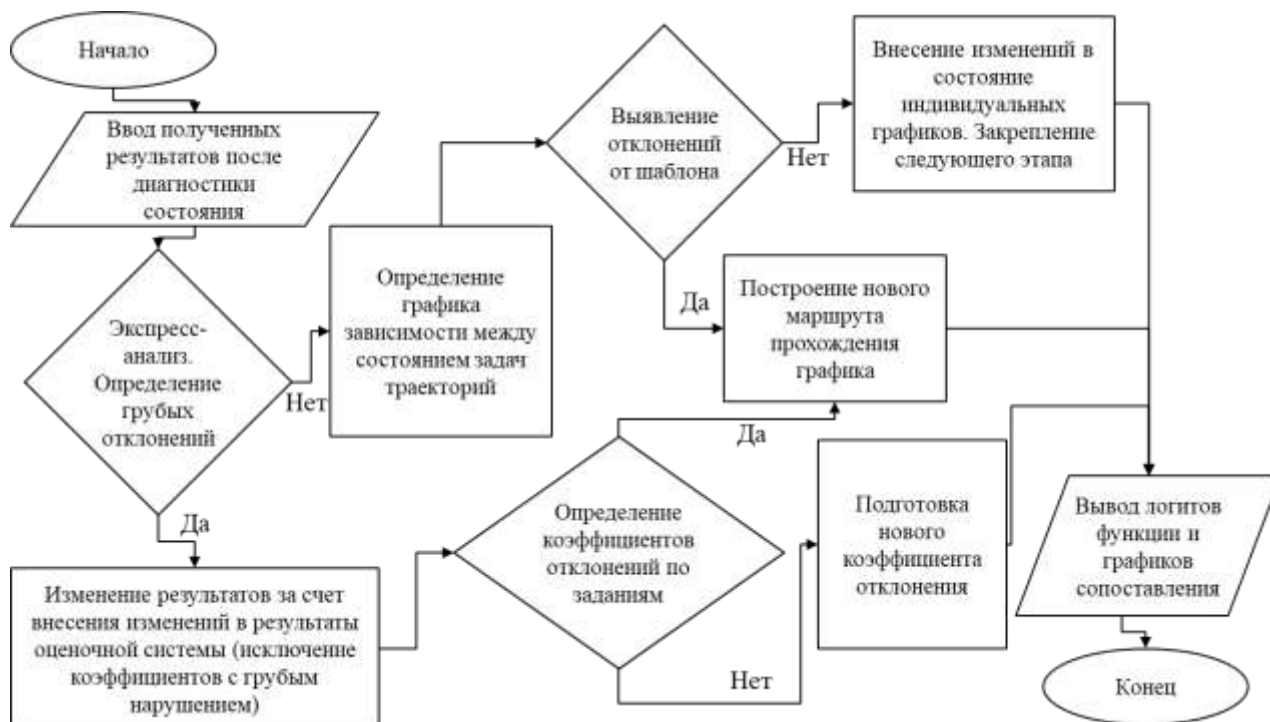 Начало
Ввод полученных
результатов после
диагностики
состояния
Экспресс-
анализ.
Определение
грубых
отклонений
Нет
Да
Определение
графика
зависимости между
состоянием задач
траекторий
Изменение результатов за счет
внесения изменений в результаты
оценочной системы (исключение
коэффициентов с грубым
нарушением)
Выявление
отклонений
от шаблона
Нет
Да
Внесение изменений в
состояние
индивидуальных
графиков. Закрепление
следующего этапа
Построение нового
маршрута
прохождения
графика
Да
Определение
коэффициентов
отклонений по
заданиям
Нет
Подготовка
нового
коэффициента
отклонения
Вывод логитов
функции и
графиков
сопоставления
Конец